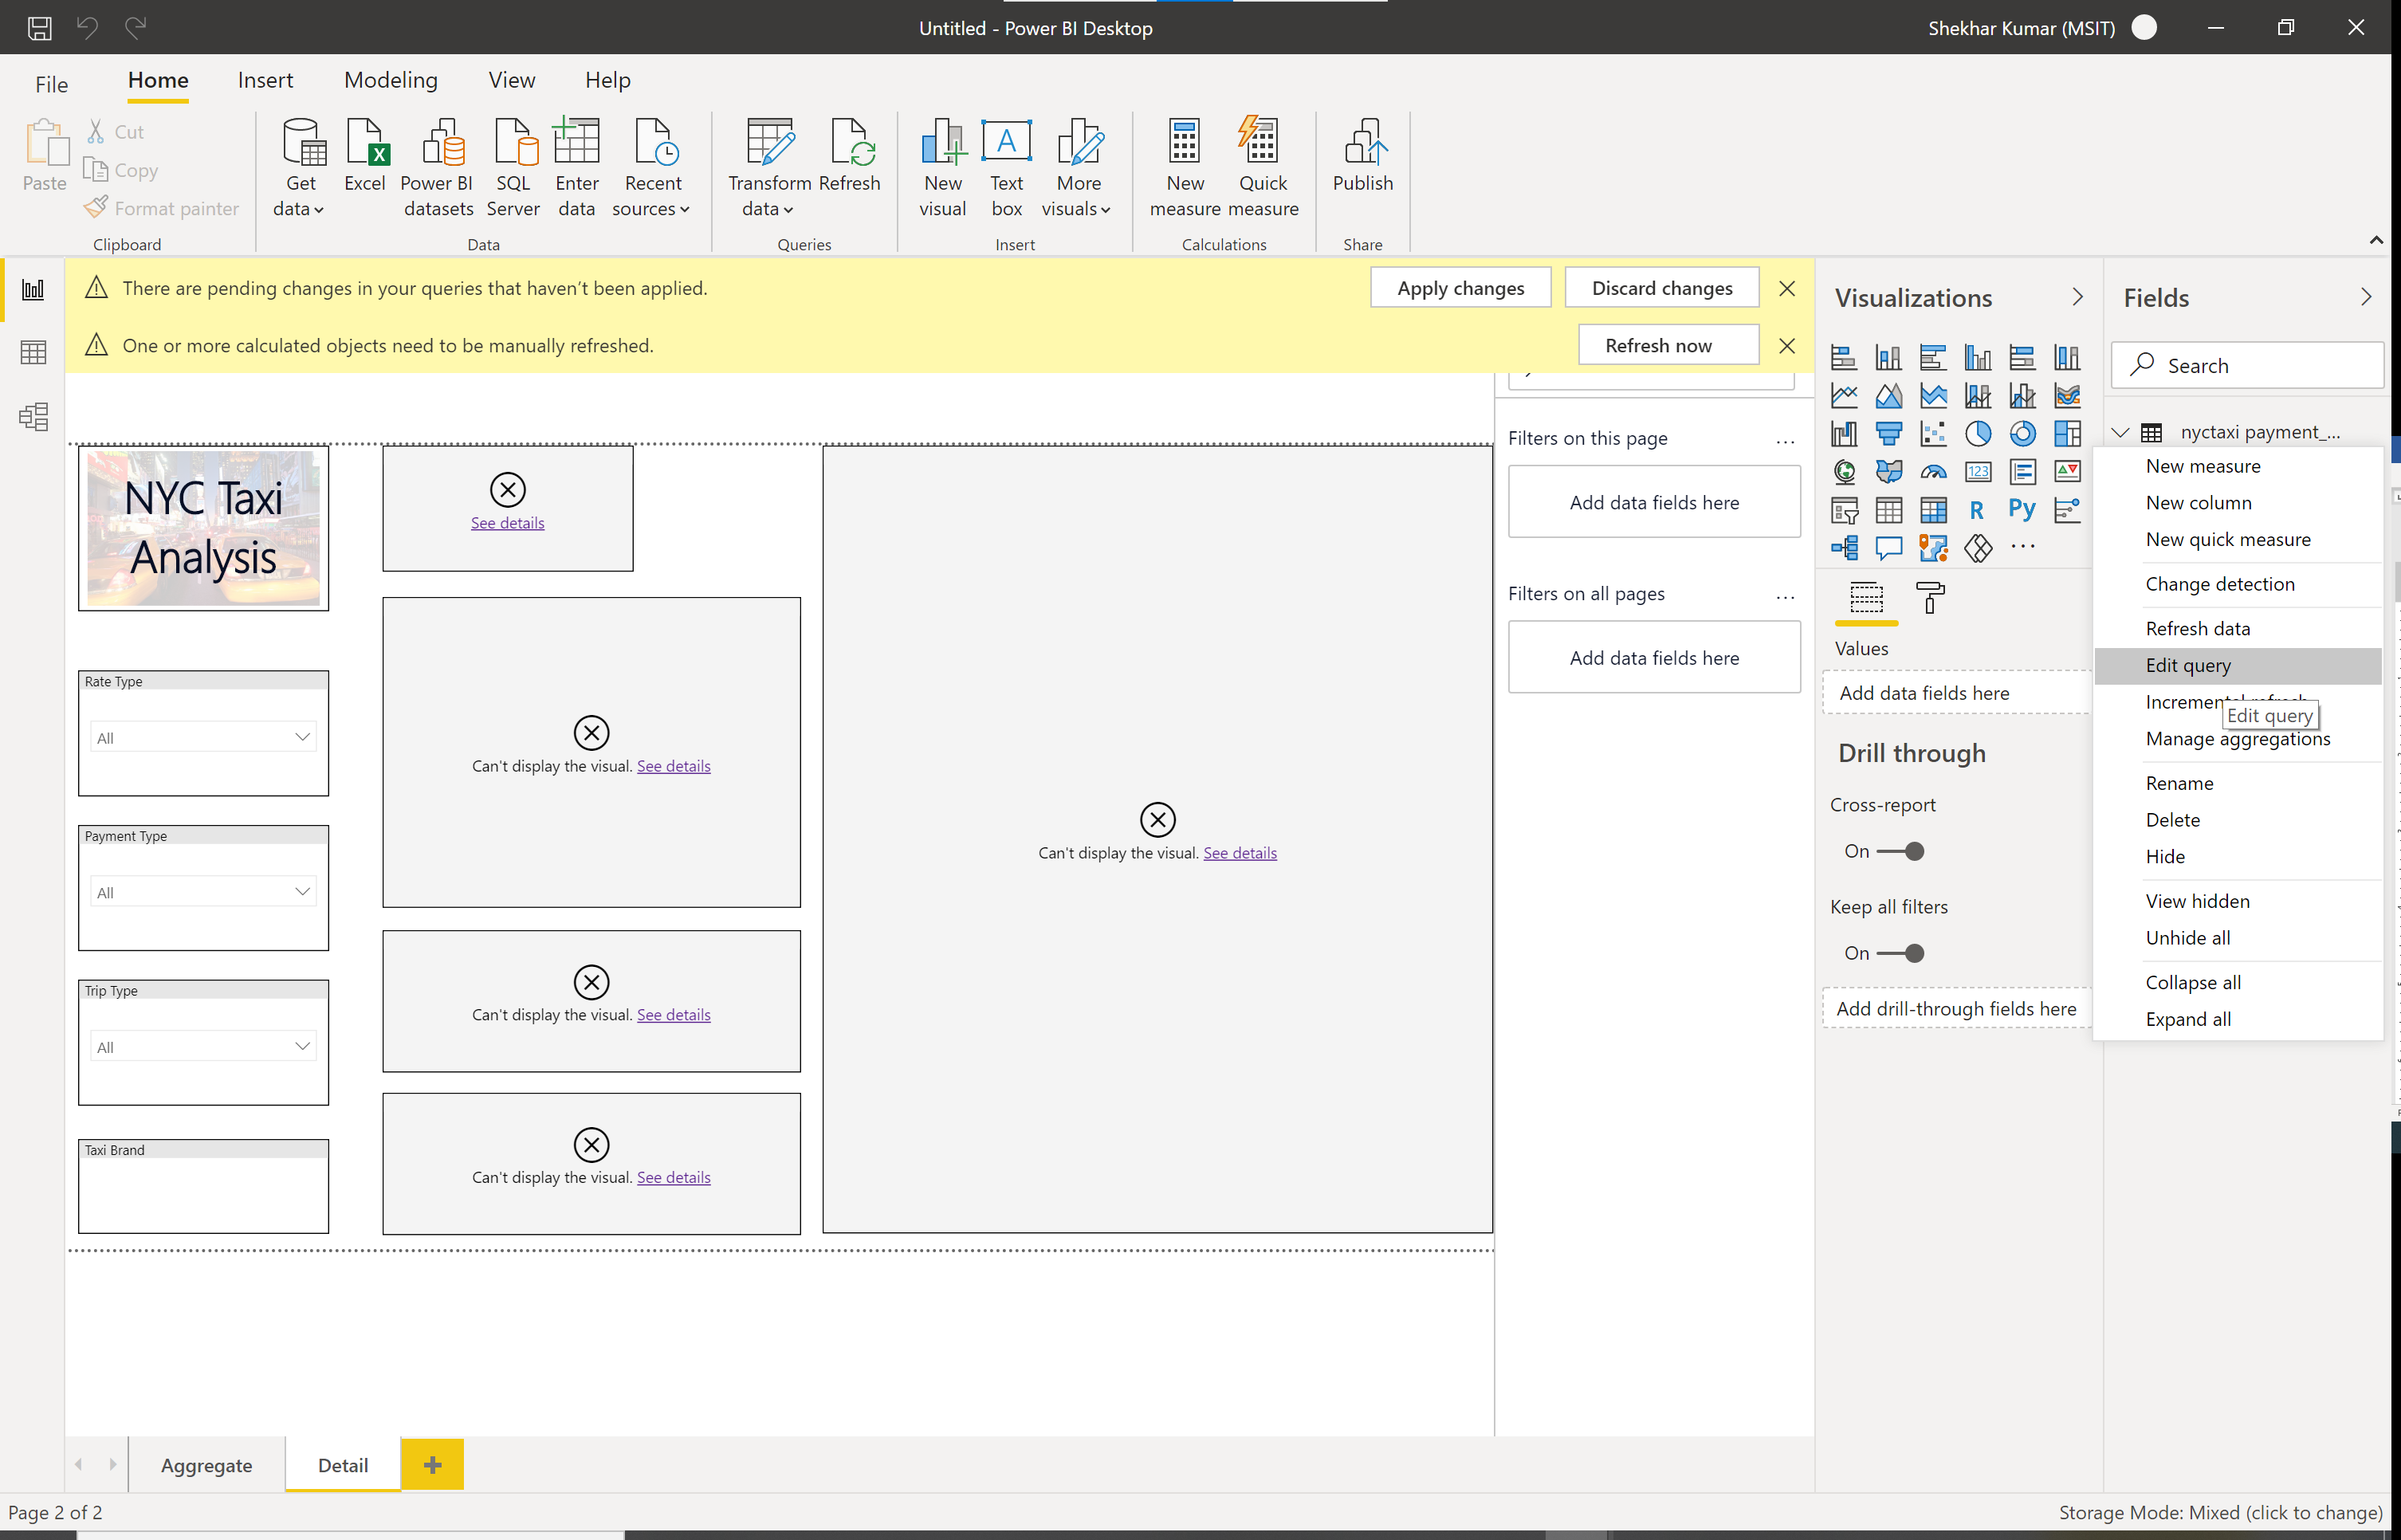 Untitled - Power BI Desktop
Shekhar Kumar (MSIT)
File
Home
Insert
Modeling
View
Help
Paste
Cut
Copy
Format painter
Clipboard
Get
data
Excel
Power BI
datasets
SQL
Server
Enter
data
Recent
sources
Data
Transform
data
Refresh
Queries
New
visual
Text
box
More
visuals
Insert
New
measure
Quick
measure
Calculations
Publish
Share
There are pending changes in your queries that haven't been applied.
Apply changes
Discard changes
One or more calculated objects need to be manually refreshed.
Refresh now
NYC Taxi
Analysis
Rate Type
All
Payment Type
All
Trip Type
All
Taxi Brand
See details
Can't display the visual. See details
Can't display the visual. See details
Can't display the visual. See details
Can't display the visual. See details
Filters on this page
...
Add data fields here
Filters on all pages
...
Add data fields here
Visualizations
123
R
Py
...
Values
Add data fields here
Drill through
Cross-report
On
Keep all filters
On
Add drill-through fields here
Fields
Search
nyctaxi payment_...
New measure
New column
New quick measure
Change detection
Refresh data
Edit query
Edit query
Manage aggregations
Rename
Delete
Hide
View hidden
Unhide all
Collapse all
Expand all
Aggregate
Detail
Page 2 of 2
Storage Mode: Mixed (click to change)